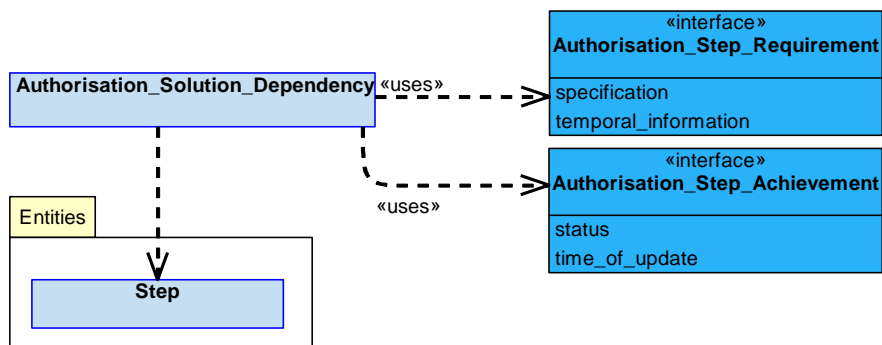 «interface»
Authorisation_Step_Requirement
specification
temporal_information
Authorisation_Solution_Dependency
«uses»
«interface»
Authorisation_Step_Achievement
status
time_of_update
«uses»
Entities
Step